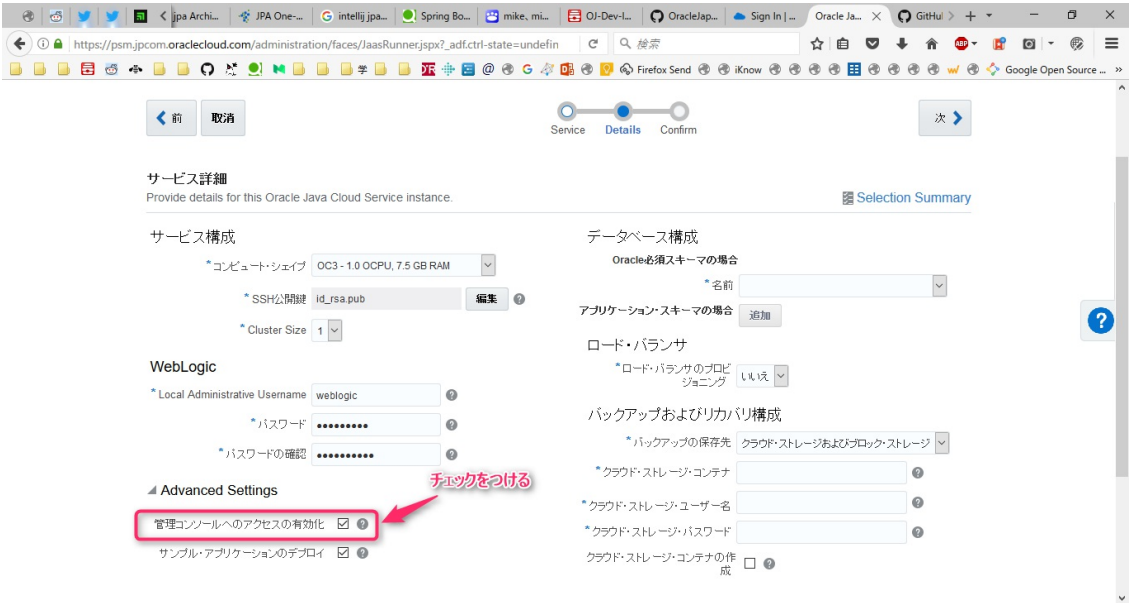 jpa Archi...
JPA One-...
intellij jpa...
Spring Bo...
mike, mi...
OJ-Dev-I...
OracleJap...
Sign In | ...
Oracle Ja...
GitHul
https://psm.jpcom.oraclecloud.com/administration/faces/JaasRunner.jspx?_adf.ctrl-state=undefin
検索
ABP
Firefox Send
iKnow
Google Open Source ...
前
取消
Service
Details
Confirm
次
サービス詳細
Provide details for this Oracle Java Cloud Service instance.
Selection Summary
サービス構成
*コンピュート・シェイプ OC3 - 1.0 OCPU, 7.5 GB RAM
*SSH公開鍵 id_rsa.pub 編集
*Cluster Size 1
WebLogic
*Local Administrative Username weblogic
*パスワード •••••••••
*パスワードの確認 ••••••••••
チェックをつける
Advanced Settings
管理コンソールへのアクセスの有効化
サンプル・アプリケーションのデプロイ
データベース構成
Oracle必須スキーマの場合
*名前
アプリケーション・スキーマの場合 追加
ロード・バランサ
*ロード・バランサのプロビ
ジョニング いいえ
バックアップおよびリカバリ構成
*バックアップの保存先 クラウド・ストレージおよびブロック・ストレージ
*クラウド・ストレージ・コンテナ
*クラウド・ストレージ・ユーザー名
*クラウド・ストレージ・パスワード
クラウド・ストレージ・コンテナの作
成